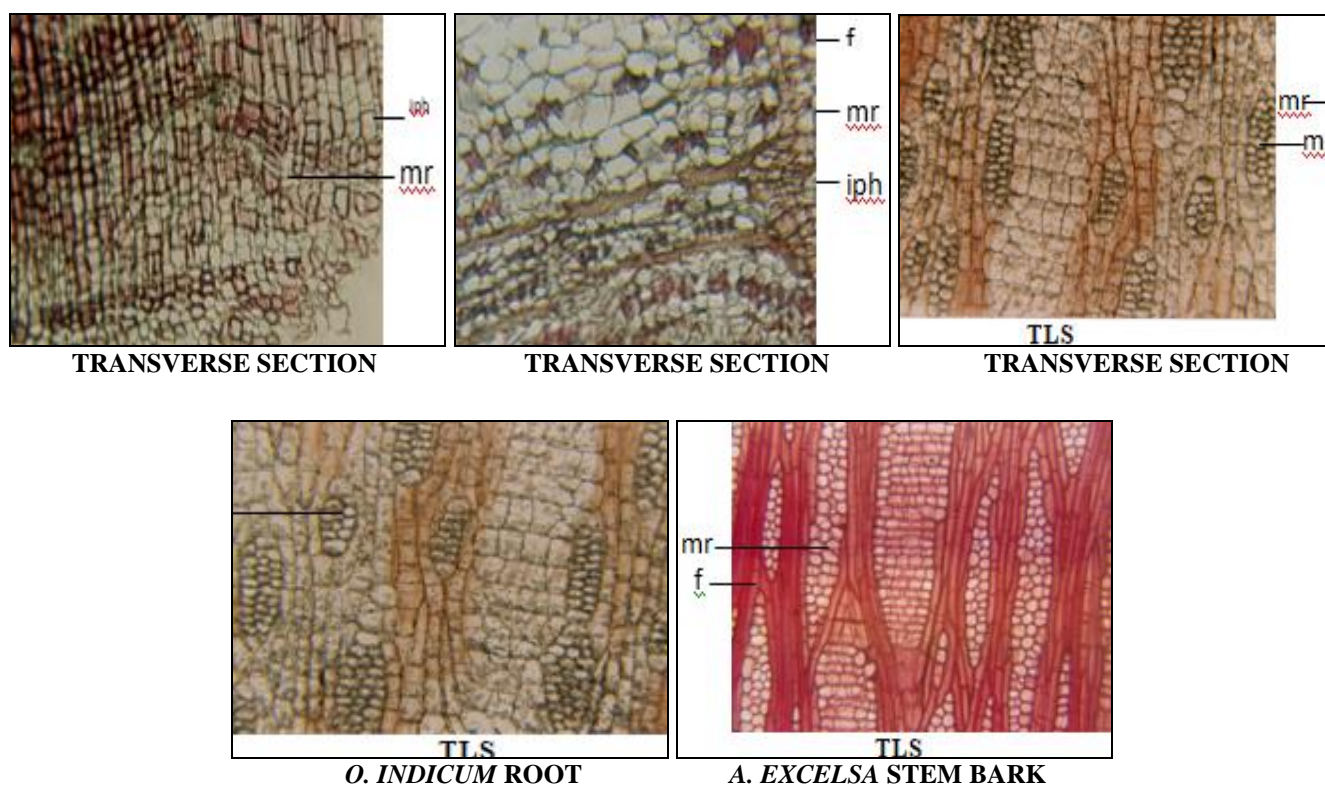 iph
mr
TRANSVERSE SECTION
f
mr
iph
TRANSVERSE SECTION
mr
m
TLS
TRANSVERSE SECTION
TLS
O. INDICUM ROOT
mr
f
TLS
A. EXCELSA STEM BARK